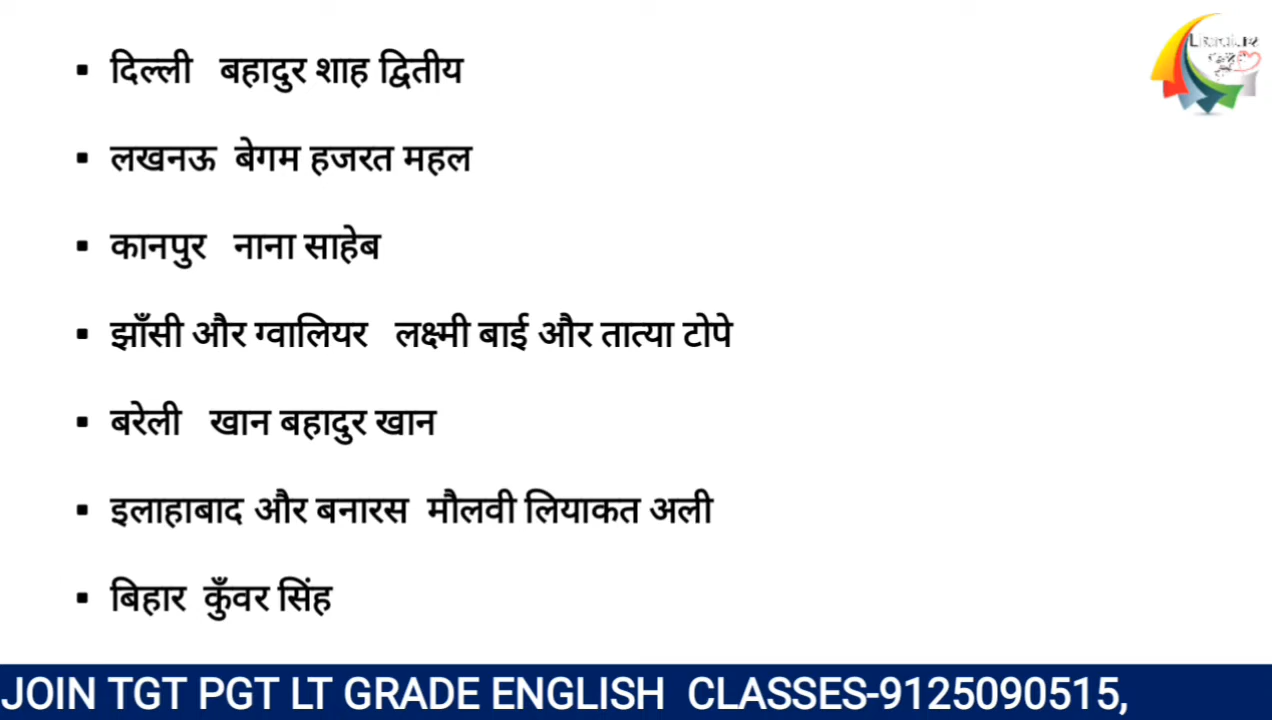 ▪ दिल्ली बहादुर शाह द्वितीय
▪ लखनऊ बेगम हजरत महल
▪ कानपुर नाना साहेब
▪ झाँसी और ग्वालियर लक्ष्मी बाई और तात्या टोपे
▪ बरेली खान बहादुर खान
▪ इलाहाबाद और बनारस मौलवी लियाकत अली
▪ बिहार कुँवर सिंह
JOIN TGT PGT LT GRADE ENGLISH CLASSES-9125090515,